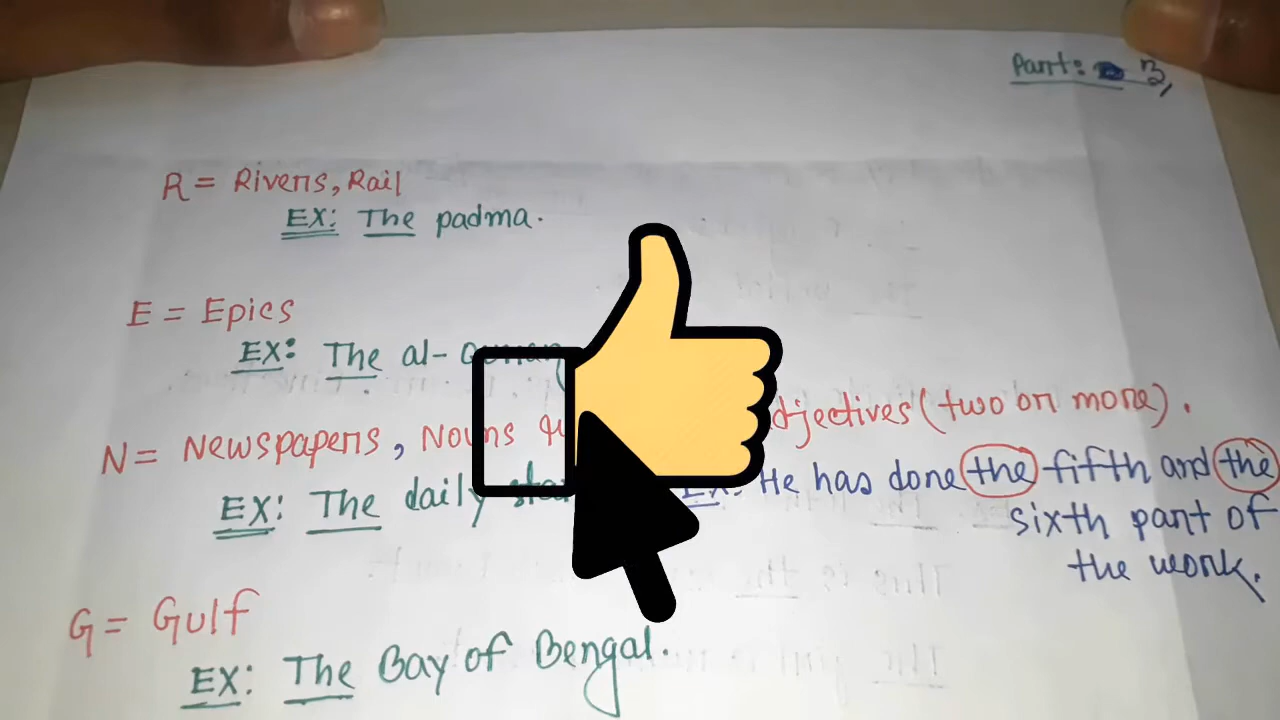 Part: 3,
R = Rivers, Rail
EX: The padma.
E = Epics
EX: The al-
N = Newspapers, Nouns djectives (two or more).
EX: The daily star EX: He has done the fifth and the
sixth part of
the work.
G = Gulf
EX: The Bay of Bengal.